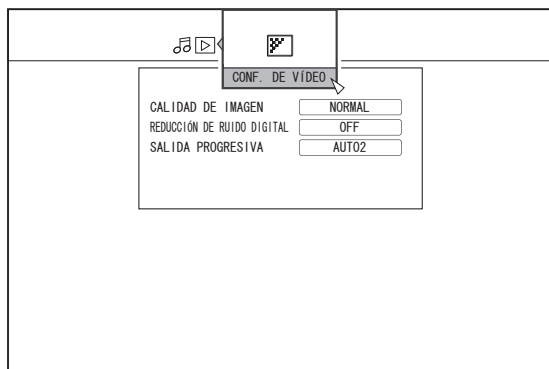 CONF. DE VÍDEO
CALIDAD DE IMAGEN NORMAL
REDUCCIÓN DE RUIDO DIGITAL OFF
SALIDA PROGRESIVA AUTO2